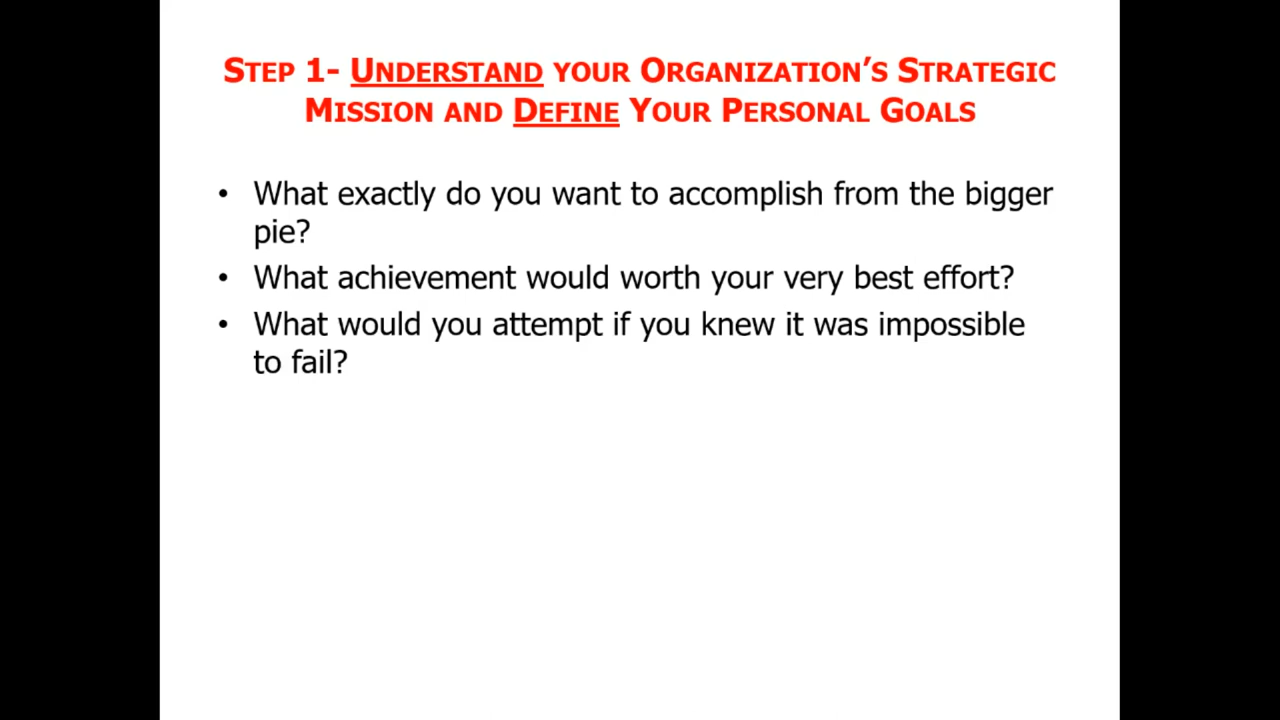 STEP 1- UNDERSTAND YOUR ORGANIZATION'S STRATEGIC
MISSION AND DEFINE YOUR PERSONAL GOALS
• What exactly do you want to accomplish from the bigger
pie?
• What achievement would worth your very best effort?
• What would you attempt if you knew it was impossible
to fail?